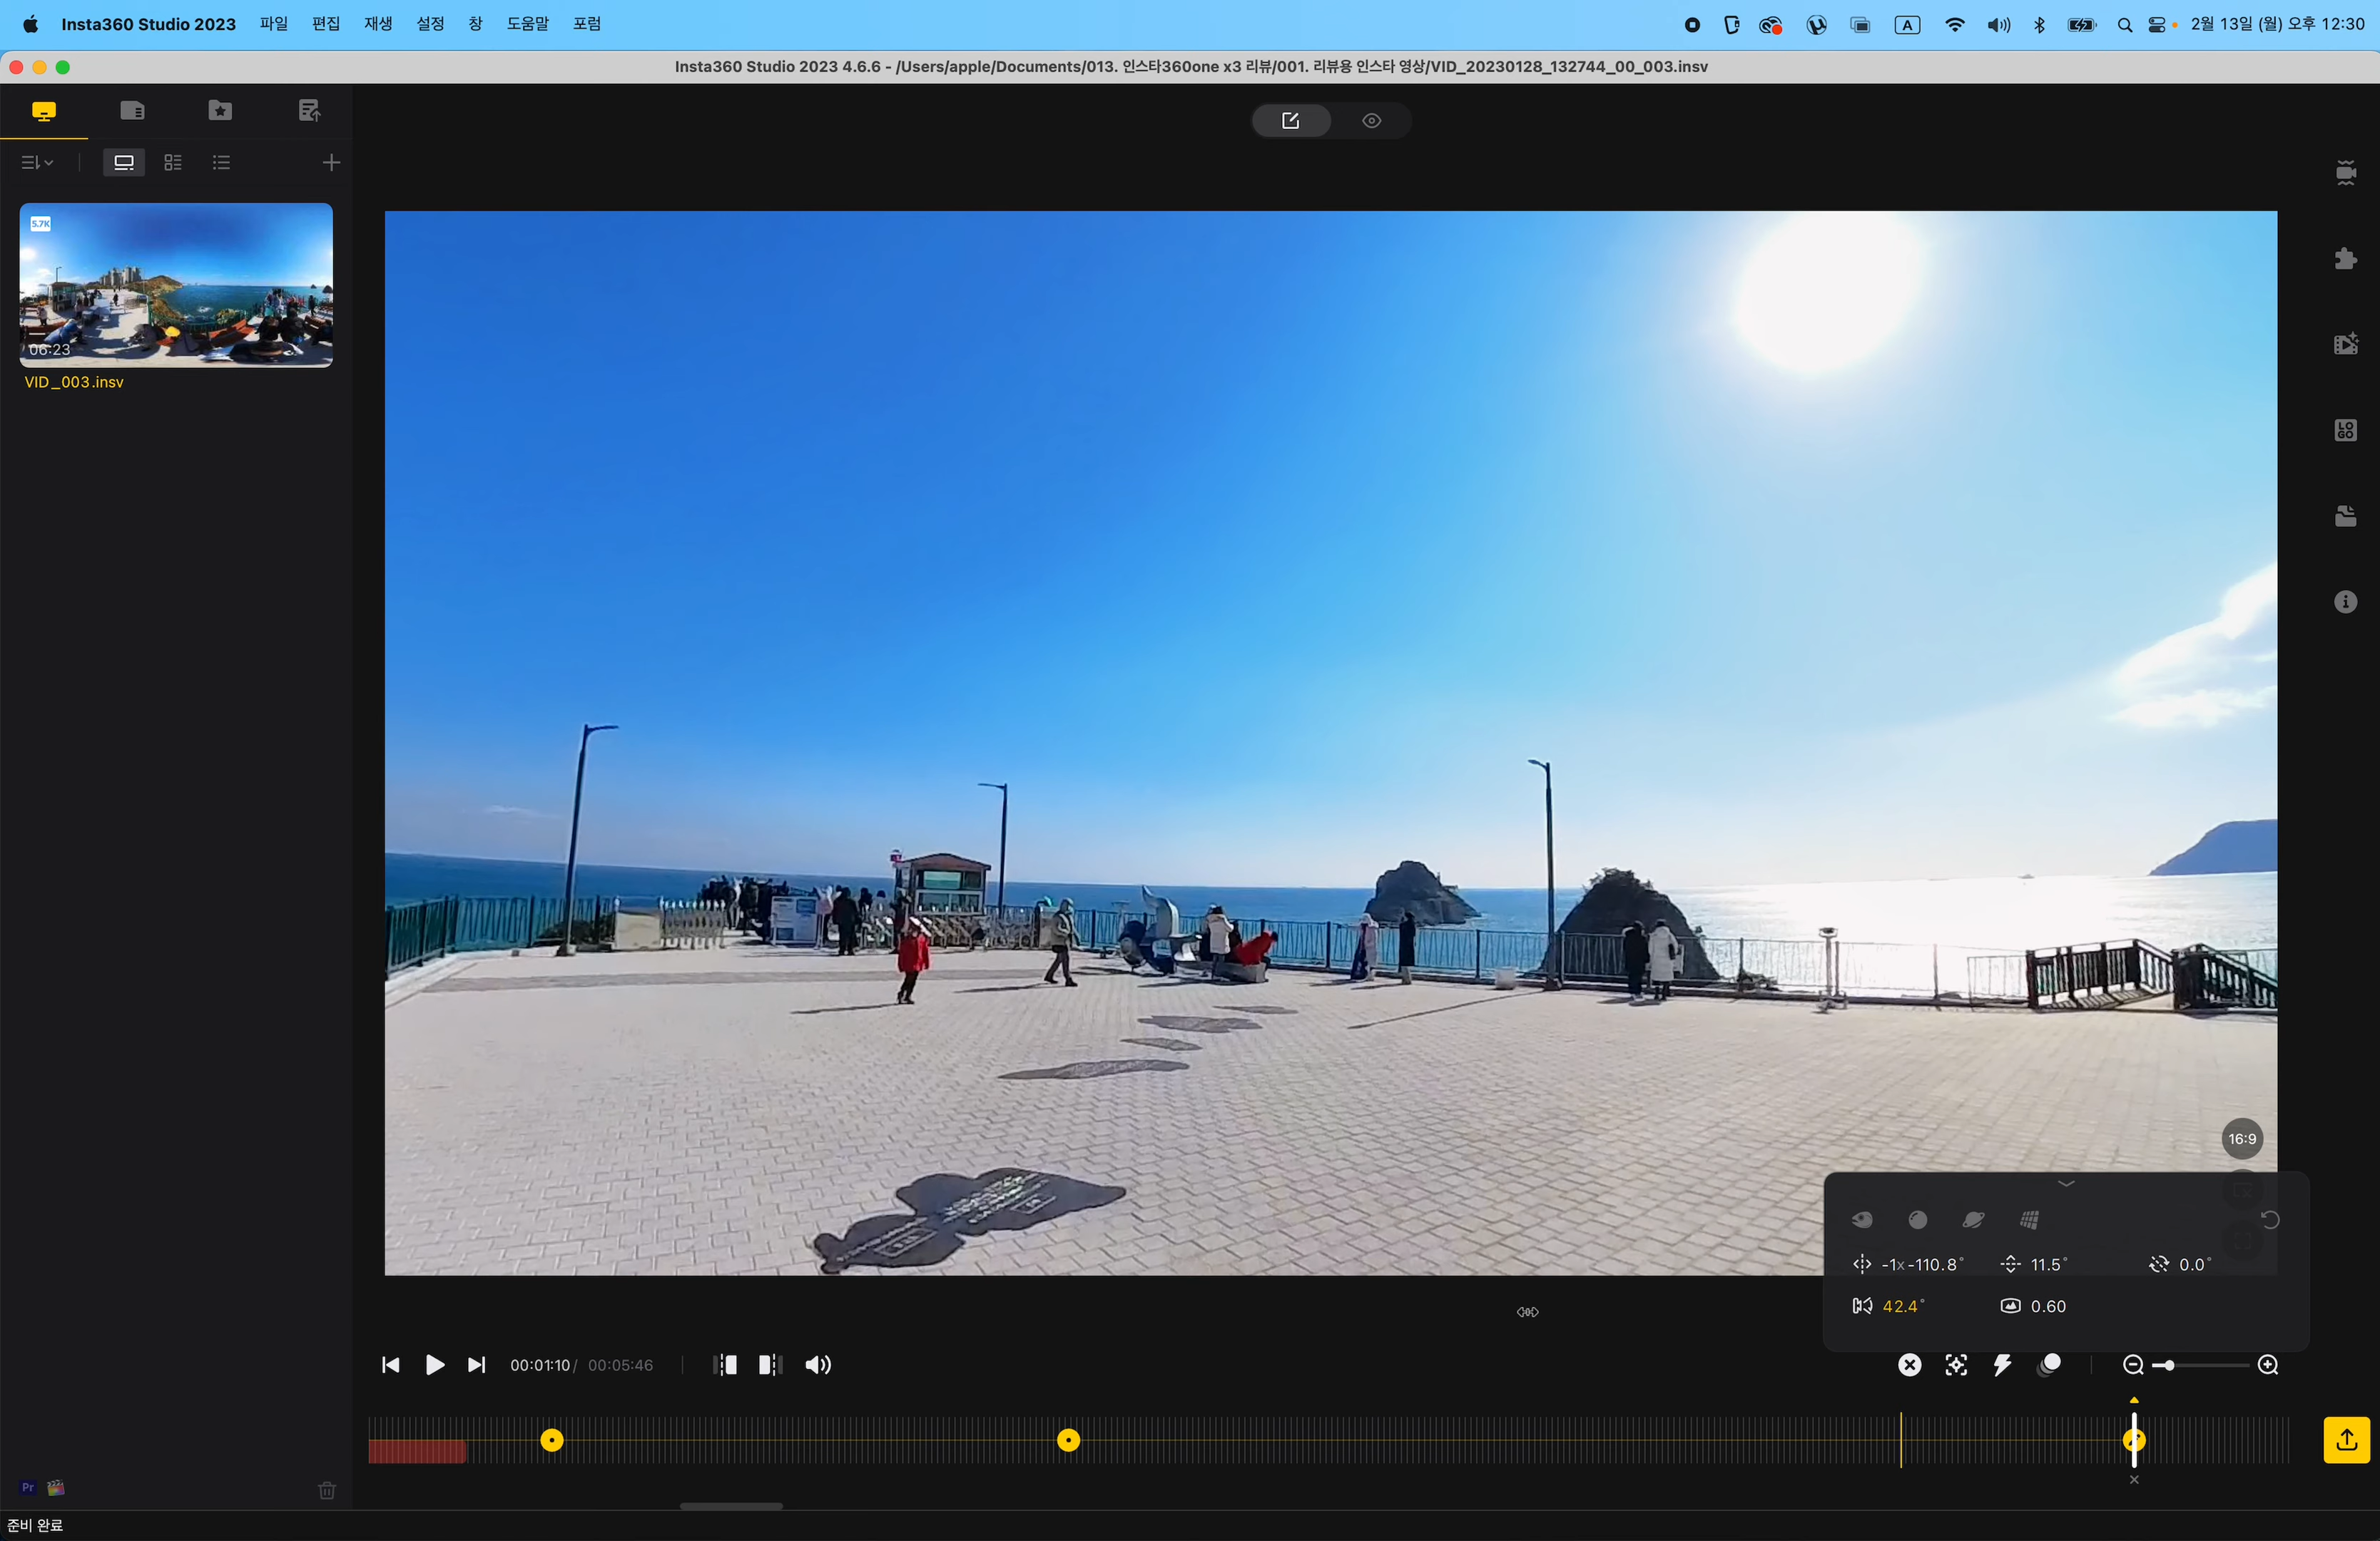 Insta360 Studio 2023 파일 편집 재생 설정 창 도움말 포럼 A 2월 13일 (월) 오후 12:30
Insta360 Studio 2023 4.6.6 - /Users/apple/Documents/013. 인스타360one x3 리뷰/001. 리뷰용 인스타 영상/VID_20230128_132744_00_003.insv
5.7K
06:23
VID_003.insv
LOGO
16:9
-1x-110.8° 11.5° 0.0°
42.4° 0.60
00:01:10 / 00:05:46
Pr
준비 완료